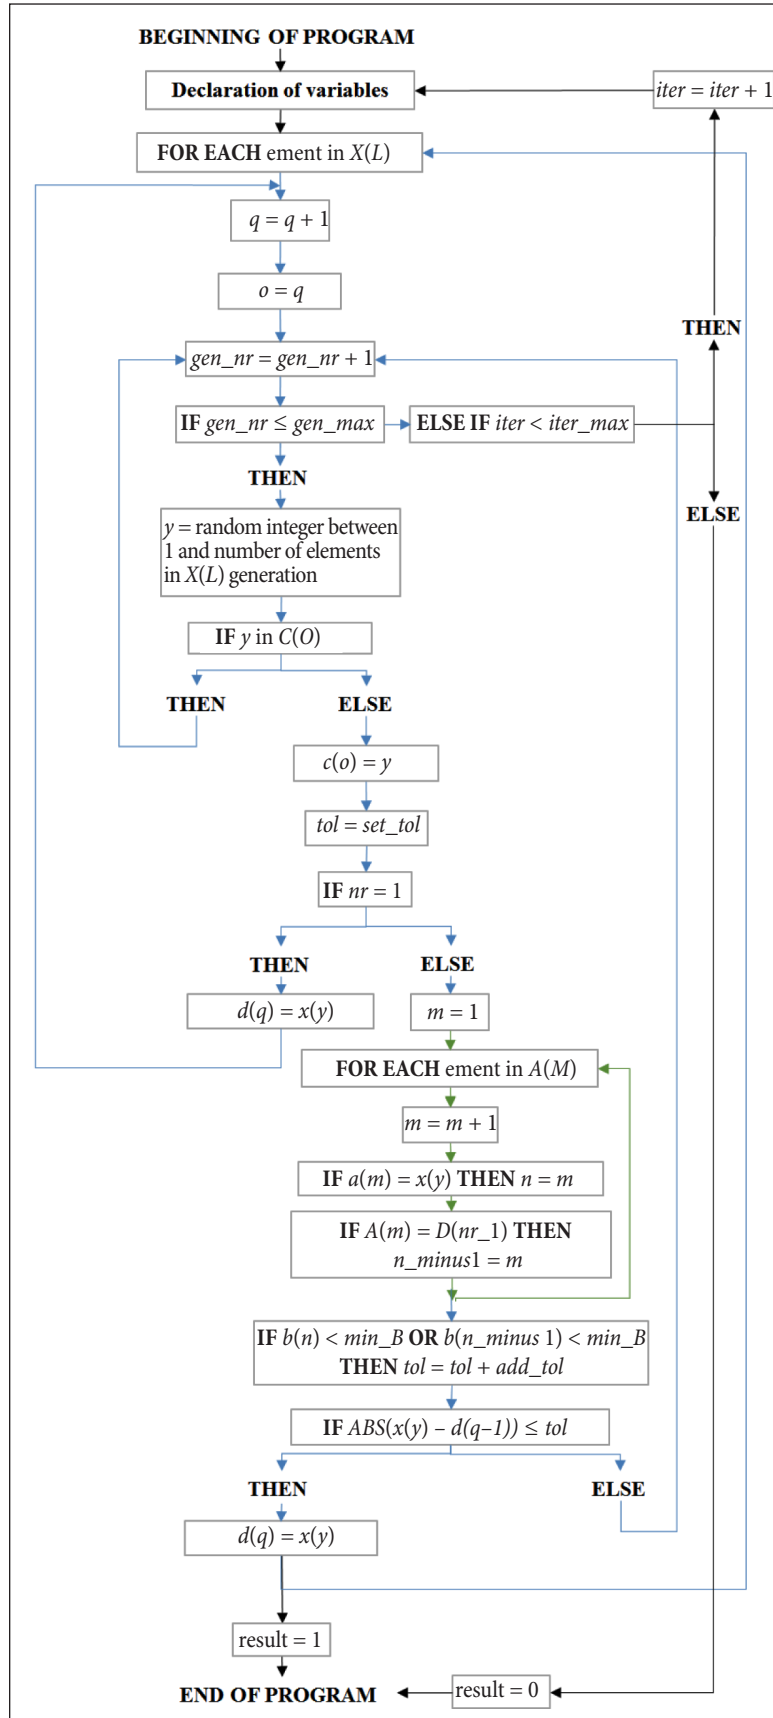 BEGINNING OF PROGRAM
Declaration of variables
iter = iter + 1
FOR EACH ement in X(L)
q = q + 1
o = q
THEN
gen_nr = gen_nr + 1
IF gen_nr ≤ gen_max
ELSE IF iter < iter_max
THEN
ELSE
y = random integer between
1 and number of elements
in X(L) generation
IF y in C(O)
THEN
ELSE
c(o) = y
tol = set_tol
IF nr = 1
THEN
ELSE
d(q) = x(y)
m = 1
FOR EACH ement in A(M)
m = m + 1
IF a(m) = x(y) THEN n = m
IF A(m) = D(nr_1) THEN
n_minus1 = m
IF b(n) < min_B OR b(n_minus 1) < min_B
THEN tol = tol + add_tol
IF ABS(x(y) – d(q–1)) ≤ tol
THEN
ELSE
d(q) = x(y)
result = 1
END OF PROGRAM
result = 0